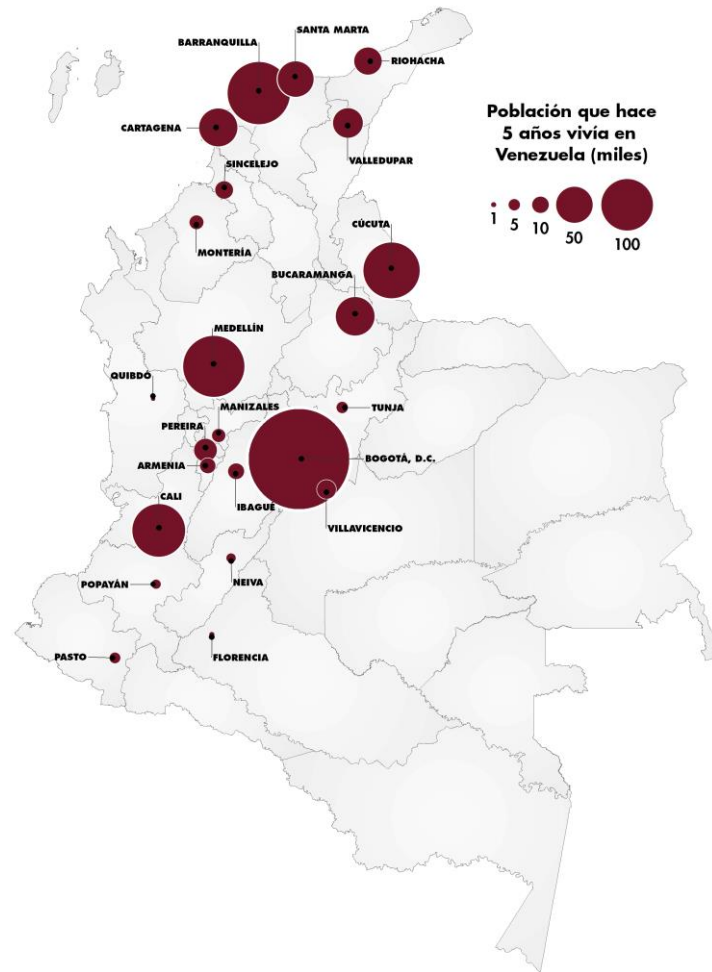 SANTA MARTA
BARRANQUILLA
RIOHACHA
CARTAGENA
VALLEDUPAR
SINCELEJO
MONTERÍA
Población que hace
5 años vivía en
Venezuela (miles)
1 5 10 50 100
CÚCUTA
BUCARAMANGA
MEDELLÍN
QUIBDÓ
MANIZALES
TUNJA
PEREIRA
BOGOTÁ, D.C.
ARMENIA
CALI
IBAGUÉ
VILLAVICENCIO
POPAYÁN
NEIVA
PASTO
FLORENCIA